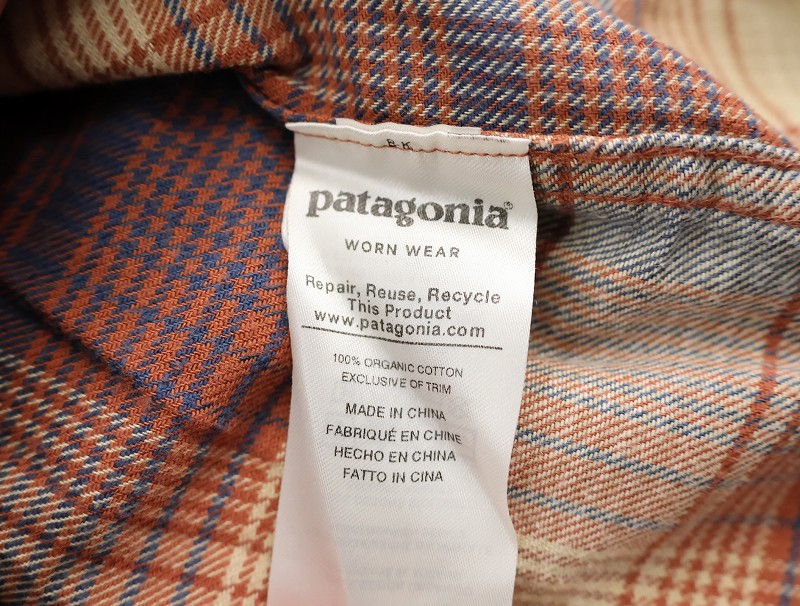 BK
patagonia®
WORN WEAR
Repair, Reuse, Recycle
This Product
www.patagonia.com
100% ORGANIC COTTON
EXCLUSIVE OF TRIM
MADE IN CHINA
FABRIQUÉ EN CHINE
HECHO EN CHINA
FATTO IN CINA